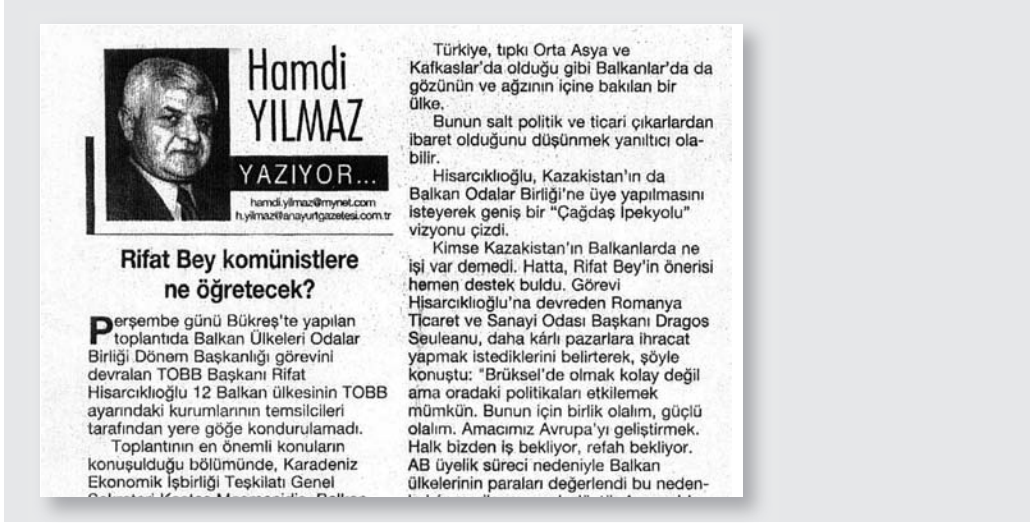 Hamdi
YILMAZ
YAZIYOR...
hamdi.yilmaz@mynet.com
h.yilmaz@anayurtgazetesi.com.tr
Rifat Bey komünistlere
ne öğretecek?
Perşembe günü Bükreş'te yapılan
toplantıda Balkan Ülkeleri Odalar
Birliği Dönem Başkanlığı görevini
devralan TOBB Başkanı Rifat
Hisarcıklıoğlu 12 Balkan ülkesinin TOBB
ayarındaki kurumlarının temsilcileri
tarafından yere göğe kondurulamadı.
Toplantının en önemli konuların
konuşulduğu bölümünde, Karadeniz
Ekonomik İşbirliği Teşkilatı Genel
Türkiye, tıpkı Orta Asya ve
Kafkaslar'da olduğu gibi Balkanlar'da da
gözünün ve ağzının içine bakılan bir
ülke.
Bunun salt politik ve ticari çıkarlardan
ibaret olduğunu düşünmek yanıltıcı ola-
bilir.
Hisarcıklıoğlu, Kazakistan'ın da
Balkan Odalar Birliği'ne üye yapılmasını
isteyerek geniş bir "Çağdaş İpekyolu"
vizyonu çizdi.
Kimse Kazakistan'ın Balkanlarda ne
işi var demedi. Hatta, Rifat Bey'in önerisi
hemen destek buldu. Görevi
Hisarcıklıoğlu'na devreden Romanya
Ticaret ve Sanayi Odası Başkanı Dragos
Seuleanu, daha kârlı pazarlara ihracat
yapmak istediklerini belirterek, şöyle
konuştu: "Brüksel'de olmak kolay değil
ama oradaki politikaları etkilemek
mümkün. Bunun için birlik olalım, güçlü
olalım. Amacımız Avrupa'yı geliştirmek.
Halk bizden iş bekliyor, refah bekliyor.
AB üyelik süreci nedeniyle Balkan
ülkelerinin paraları değerlendi bu neden-